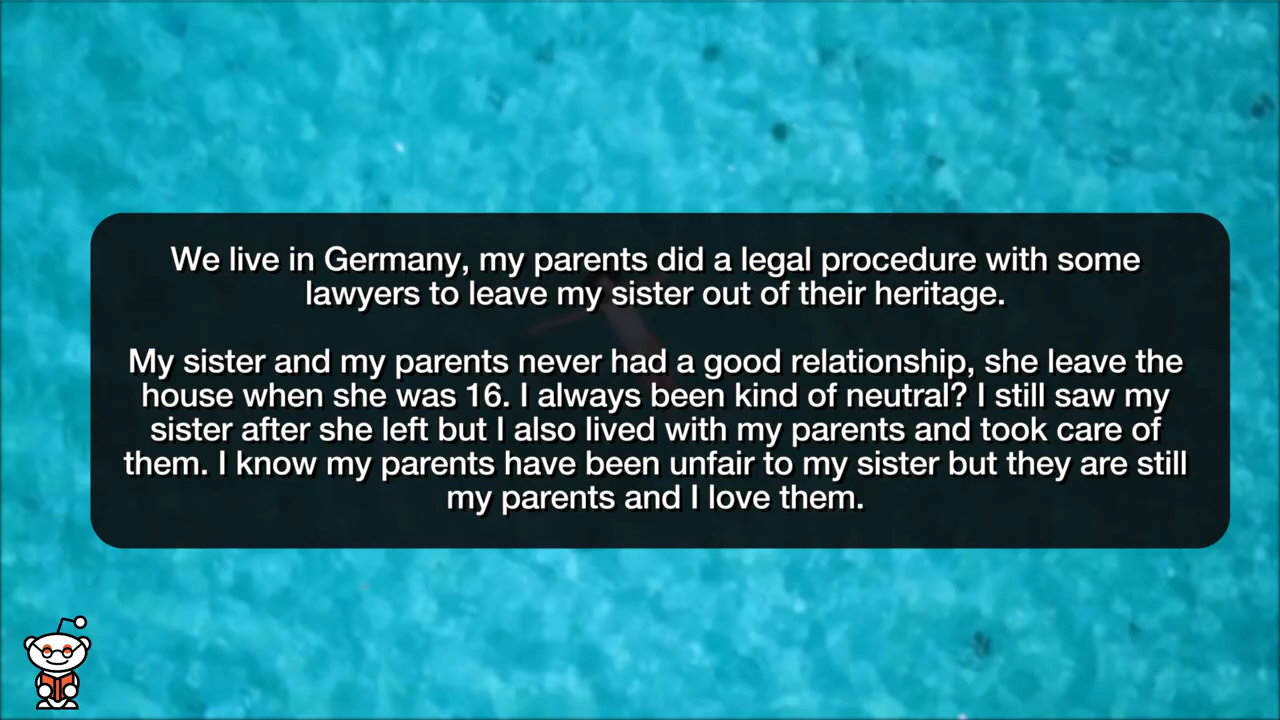 We live in Germany, my parents did a legal procedure with some
lawyers to leave my sister out of their heritage.
My sister and my parents never had a good relationship, she leave the
house when she was 16. I always been kind of neutral? I still saw my
sister after she left but I also lived with my parents and took care of
them. I know my parents have been unfair to my sister but they are still
my parents and I love them.